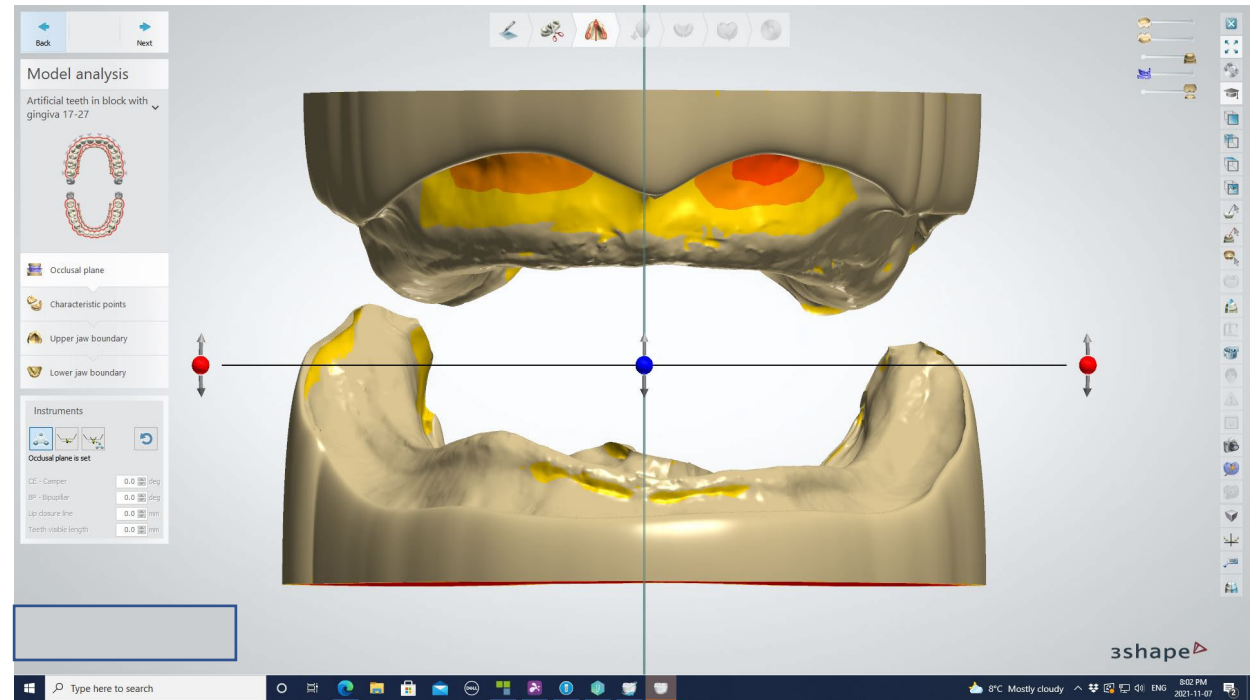 Back
Next
Model analysis
Artificial teeth in block with
gingiva 17-27
Occlusal plane
Characteristic points
Upper jaw boundary
Lower jaw boundary
Instruments
Occlusal plane is set
CE - Camper 0.0 deg
BP - Bipupillar 0.0 deg
Lip closure line 0.0 mm
Teeth visible length 0.0 mm
3shape
Type here to search
8°C Mostly cloudy
ENG
8:02 PM
2021-11-07